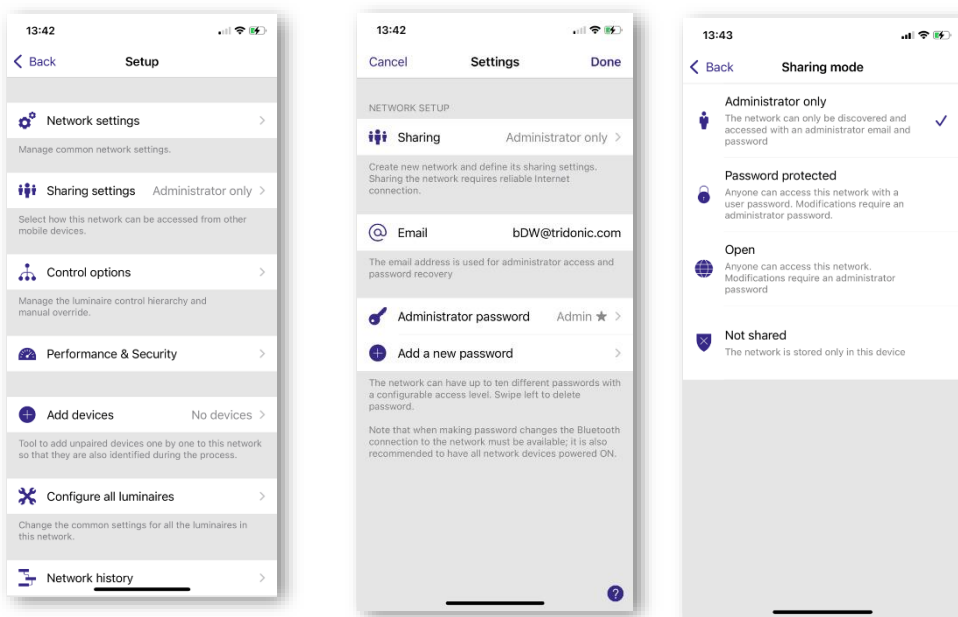 13:42
Back
Setup
Network settings
Manage common network settings.
Sharing settings Administrator only
Select how this network can be accessed from other
mobile devices.
Control options
Manage the luminaire control hierarchy and
manual override.
Performance & Security
Add devices No devices
Tool to add unpaired devices one by one to this network
so that they are also identified during the process.
Configure all luminaires
Change the common settings for all the luminaires in
this network.
Network history
13:42
Cancel
Settings
Done
NETWORK SETUP
Sharing Administrator only
Create new network and define its sharing settings.
Sharing the network requires reliable Internet
connection.
Email bDW@tridonic.com
The email address is used for administrator access and
password recovery
Administrator password Admin ★
Add a new password
The network can have up to ten different passwords with
a configurable access level. Swipe left to delete
password.
Note that when making password changes the Bluetooth
connection to the network must be available; it is also
recommended to have all network devices powered ON.
?
13:43
Back
Sharing mode
Administrator only
The network can only be discovered and
accessed with an administrator email and
password
Password protected
Anyone can access this network with a
user password. Modifications require an
administrator password.
Open
Anyone can access this network.
Modifications require an administrator
password
Not shared
The network is stored only in this device